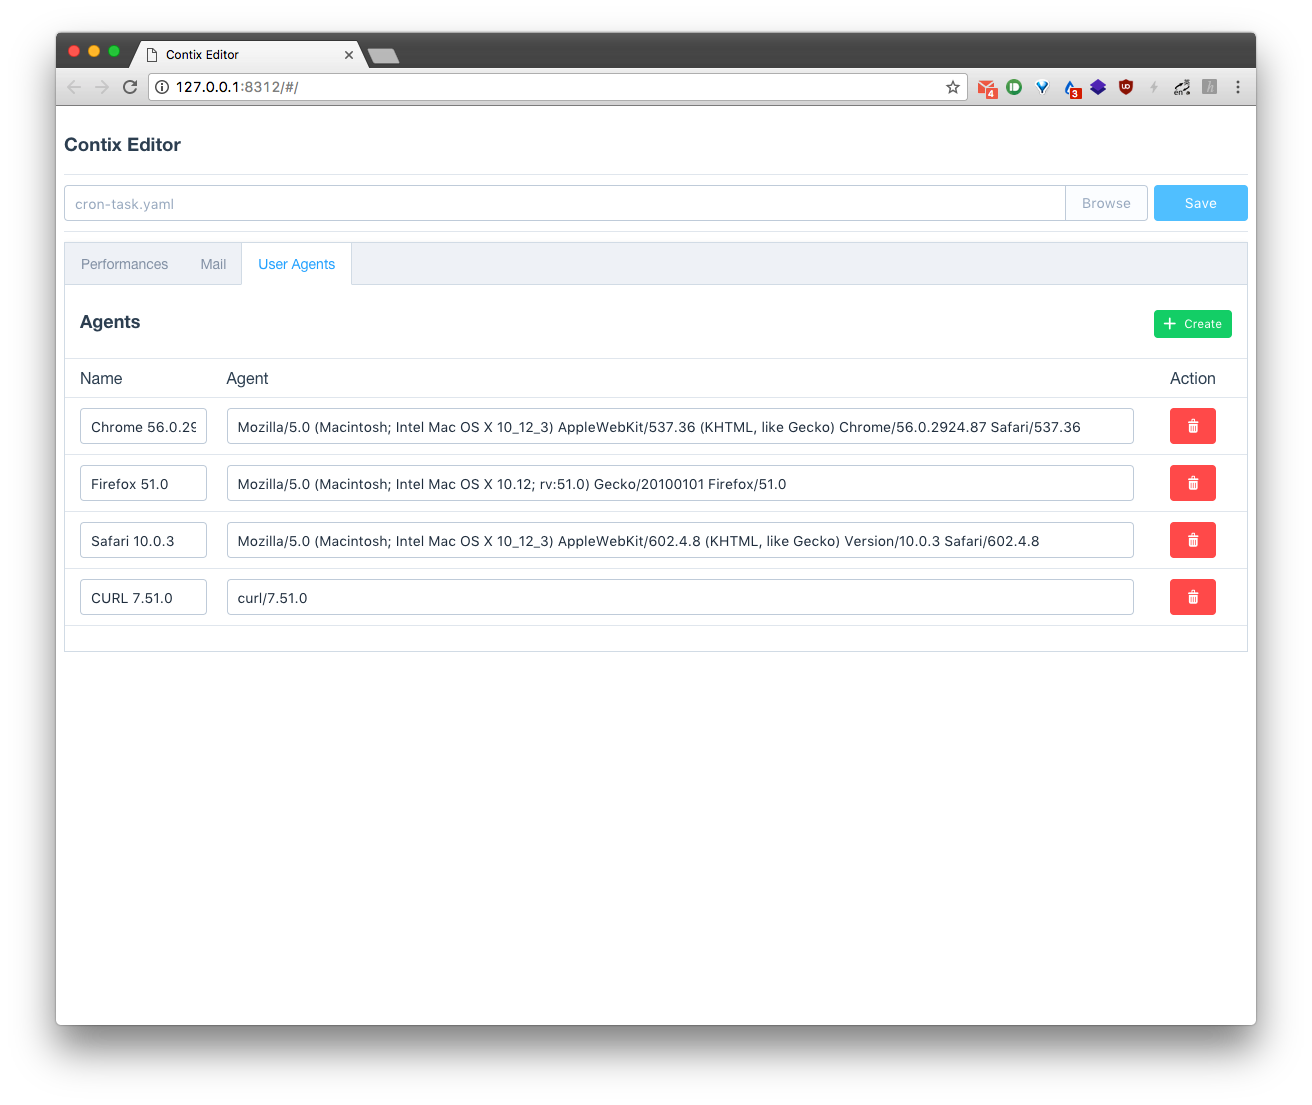 Contix Editor
127.0.0.1:8312/#/
4
3
en
h
Contix Editor
cron-task.yaml Browse Save
Performances Mail User Agents
Agents Create
Name Agent Action
Chrome 56.0.29 Mozilla/5.0 (Macintosh; Intel Mac OS X 10_12_3) AppleWebKit/537.36 (KHTML, like Gecko) Chrome/56.0.2924.87 Safari/537.36
Firefox 51.0 Mozilla/5.0 (Macintosh; Intel Mac OS X 10.12; rv:51.0) Gecko/20100101 Firefox/51.0
Safari 10.0.3 Mozilla/5.0 (Macintosh; Intel Mac OS X 10_12_3) AppleWebKit/602.4.8 (KHTML, like Gecko) Version/10.0.3 Safari/602.4.8
CURL 7.51.0 curl/7.51.0